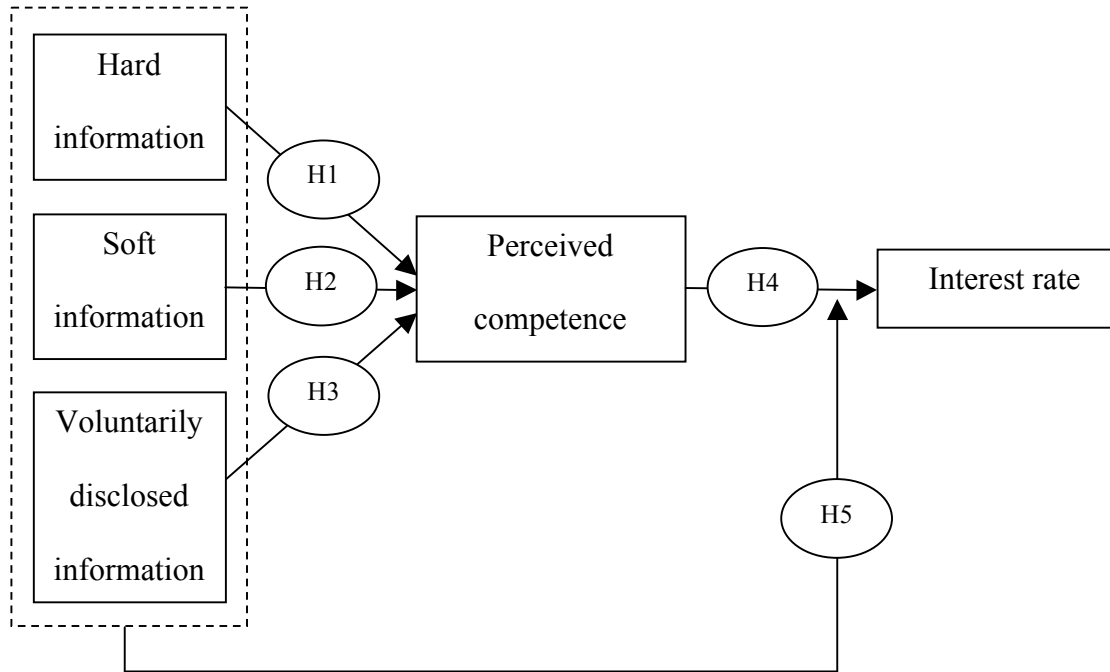 Hard
information
H1
Soft
information
H2
Voluntarily
disclosed
information
H3
Perceived
competence
H4
Interest rate
H5